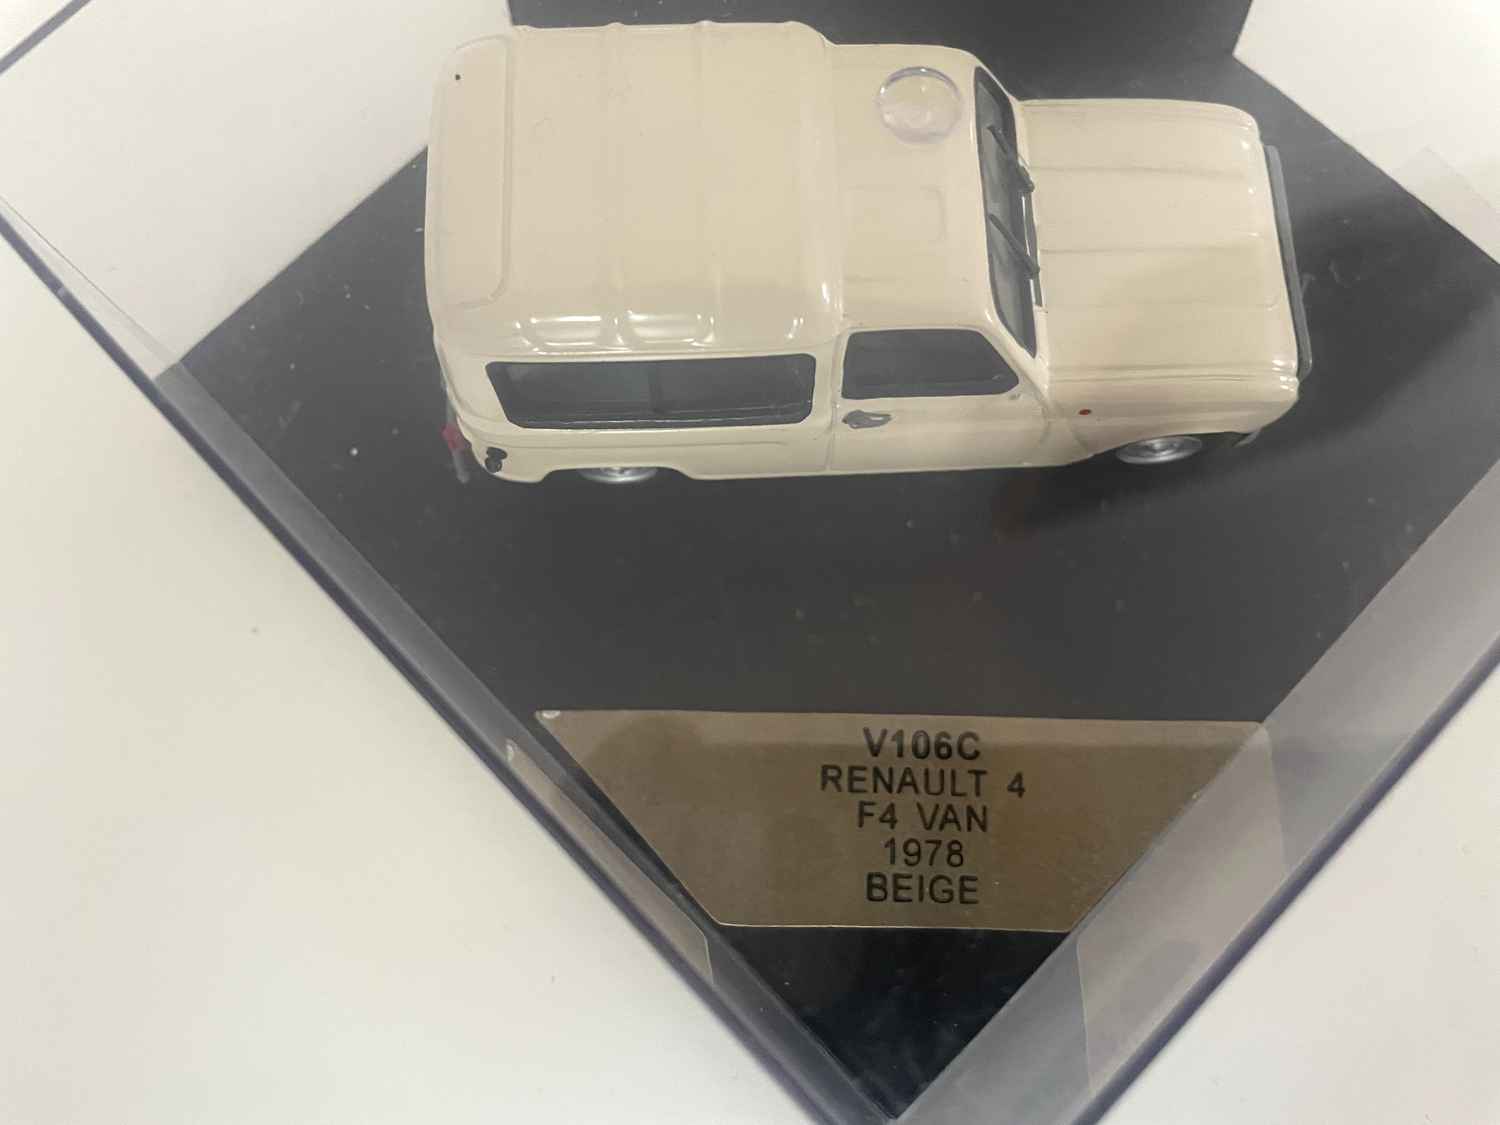 V106C
RENAULT 4
F4 VAN
1978
BEIGE